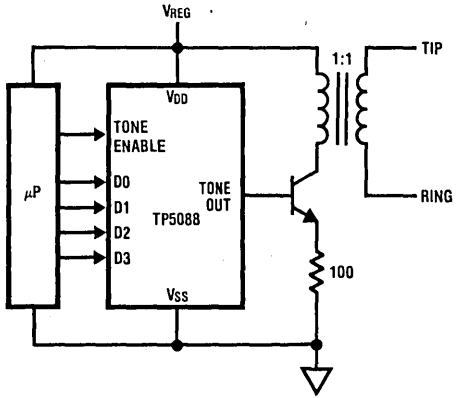 VREG
1:1
TIP
VDD
TONE
ENABLE
μP
D0
TONE
OUT
RING
D1
TP5088
D2
D3
100
VSS